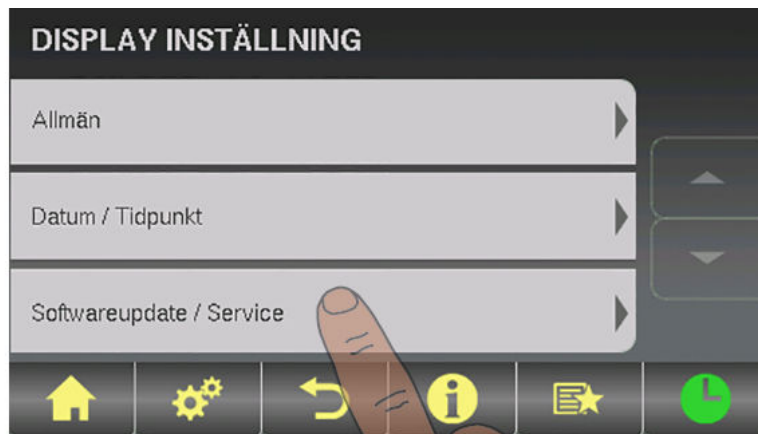 DISPLAY INSTÄLLNING
Allmän
Datum / Tidpunkt
Softwareupdate / Service